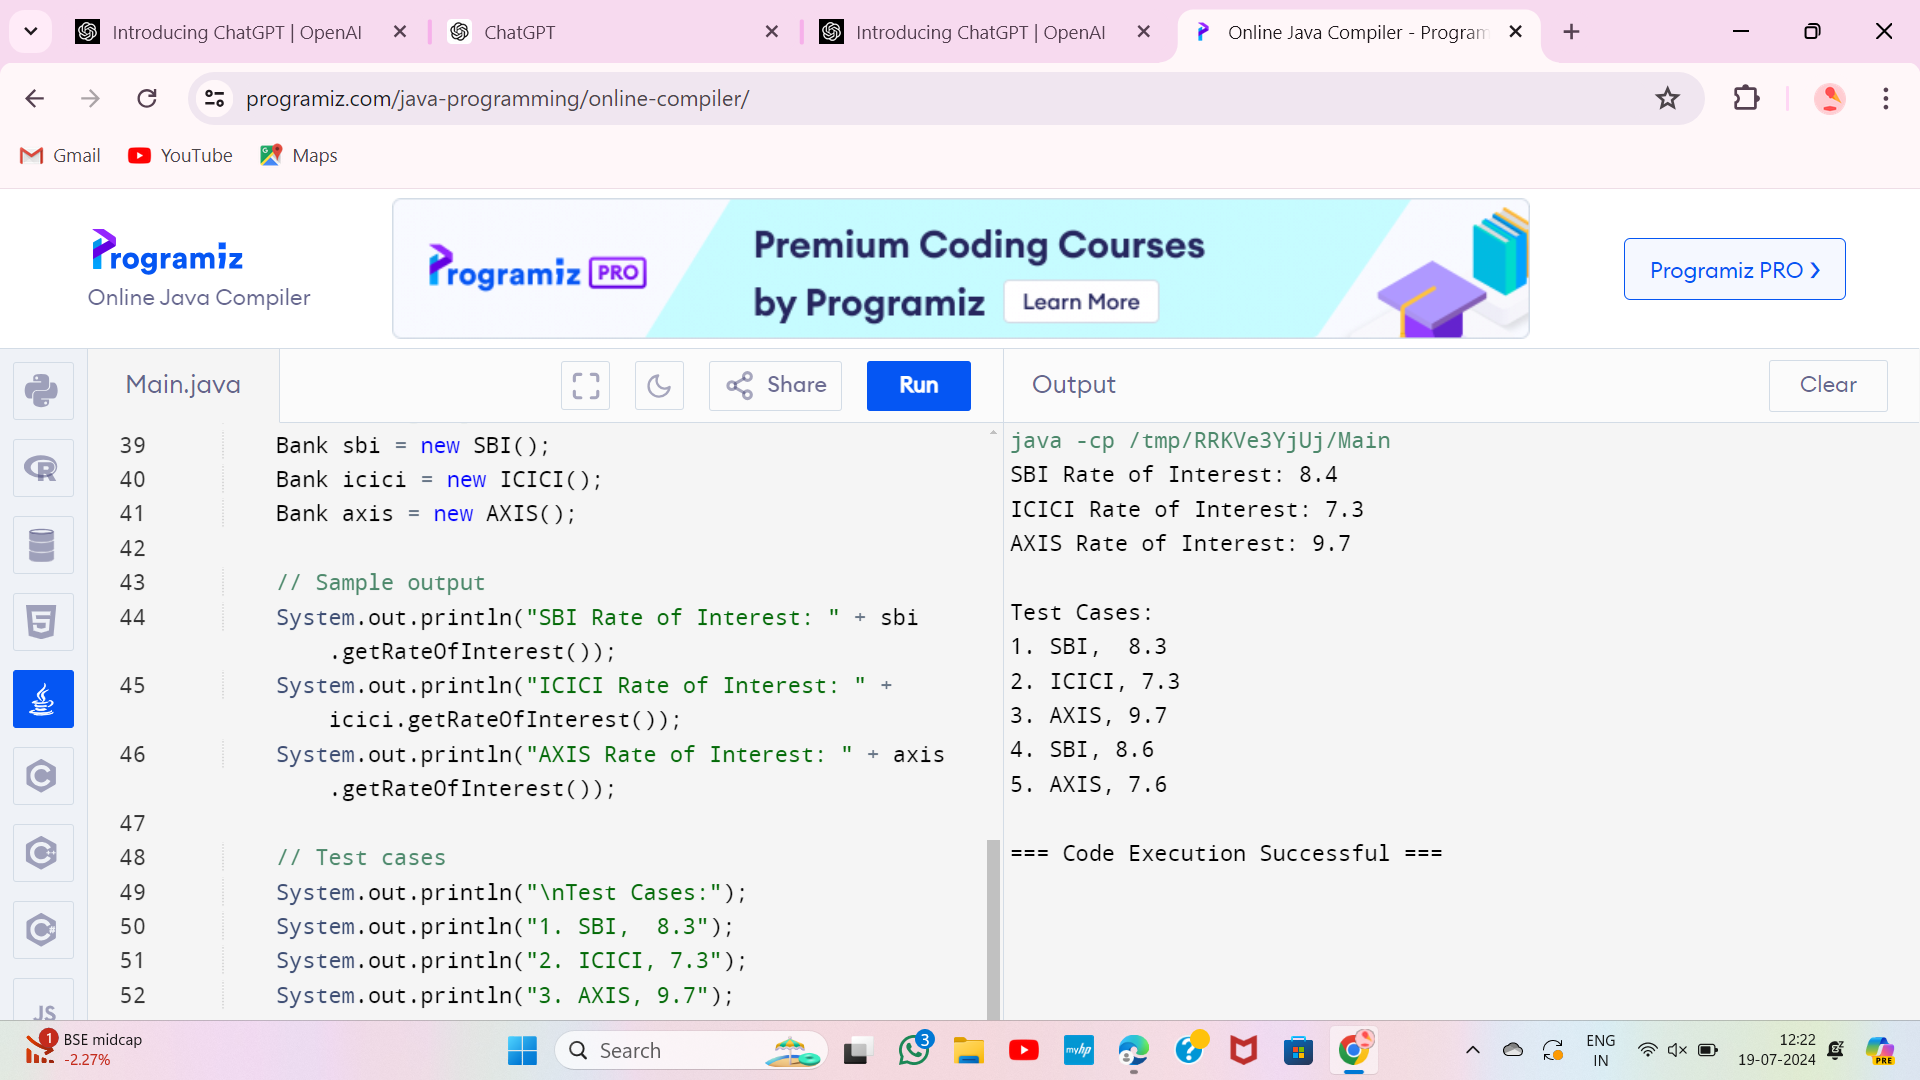 Introducing ChatGPT | OpenAI
ChatGPT
Introducing ChatGPT | OpenAI
Online Java Compiler - Program
programiz.com/java-programming/online-compiler/
Gmail
YouTube
Maps
Programiz
Online Java Compiler
Programiz PRO
Premium Coding Courses
by Programiz
Learn More
Programiz PRO
Main.java
Share
Run
Output
Clear
39 Bank sbi = new SBI();
40 Bank icici = new ICICI();
41 Bank axis = new AXIS();
42
43 // Sample output
44 System.out.println("SBI Rate of Interest: " + sbi
.getRateOfInterest());
45 System.out.println("ICICI Rate of Interest: " +
icici.getRateOfInterest());
46 System.out.println("AXIS Rate of Interest: " + axis
.getRateOfInterest());
47
48 // Test cases
49 System.out.println("\nTest Cases:");
50 System.out.println("1. SBI,  8.3");
51 System.out.println("2. ICICI, 7.3");
52 System.out.println("3. AXIS, 9.7");
java -cp /tmp/RRKVe3YjUj/Main
SBI Rate of Interest: 8.4
ICICI Rate of Interest: 7.3
AXIS Rate of Interest: 9.7
Test Cases:
1. SBI,  8.3
2. ICICI, 7.3
3. AXIS, 9.7
4. SBI, 8.6
5. AXIS, 7.6
=== Code Execution Successful ===
R
5
C
C++
C#
JS
1
BSE midcap
-2.27%
Search
3
myhp
ENG
IN
12:22
19-07-2024
PRE